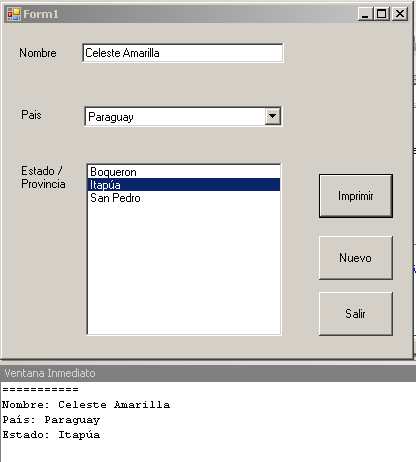 Form1
Nombre Celeste Amarilla
Pais Paraguay
Estado /
Provincia
Boqueron
Itapúa
San Pedro
Imprimir
Nuevo
Salir
Ventana Inmediato
===========
Nombre: Celeste Amarilla
País: Paraguay
Estado: Itapúa